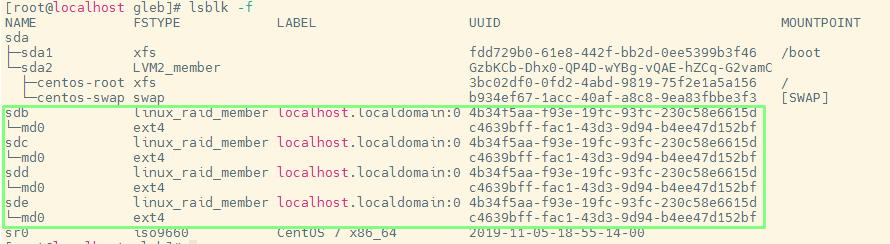 [root@localhost gleb]# lsblk -f
NAME FSTYPE LABEL UUID MOUNTPOINT
sda
├─sda1 xfs fdd729b0-61e8-442f-bb2d-0ee5399b3f46 /boot
└─sda2 LVM2_member GzbKCb-Dhx0-QP4D-wYBg-vQAE-hZCq-G2vamC
├─centos-root xfs 3bc02df0-0fd2-4abd-9819-75f2e1a5a156 /
└─centos-swap swap b934ef67-1acc-40af-a8c8-9ea83fbbe3f3 [SWAP]
sdb linux_raid_member localhost.localdomain:0 4b34f5aa-f93e-19fc-93fc-230c58e6615d
└─md0 ext4 c4639bff-fac1-43d3-9d94-b4ee47d152bf
sdc linux_raid_member localhost.localdomain:0 4b34f5aa-f93e-19fc-93fc-230c58e6615d
└─md0 ext4 c4639bff-fac1-43d3-9d94-b4ee47d152bf
sdd linux_raid_member localhost.localdomain:0 4b34f5aa-f93e-19fc-93fc-230c58e6615d
└─md0 ext4 c4639bff-fac1-43d3-9d94-b4ee47d152bf
sde linux_raid_member localhost.localdomain:0 4b34f5aa-f93e-19fc-93fc-230c58e6615d
└─md0 ext4 c4639bff-fac1-43d3-9d94-b4ee47d152bf
sr0 iso9660 CentOS 7 x86_64 2019-11-05-18-55-14-00